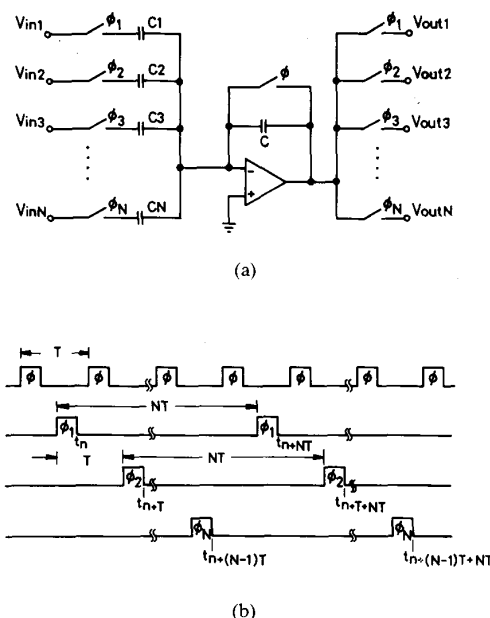 Vin1 ϕ1 C1 ϕ1 Vout1
Vin2 ϕ2 C2 ϕ2 Vout2
ϕ
Vin3 ϕ3 C3 C ϕ3 Vout3
- 
+
VinN ϕN CN ϕN VoutN
(a)
T
ϕ ϕ ϕ ϕ ϕ ϕ ϕ
NT
ϕ1 tn ϕ1 tn+NT
T NT
ϕ2 ϕ2
tn+T tn+T+NT
ϕN ϕN
tn+(N-1)T tn+(N-1)T+NT
(b)